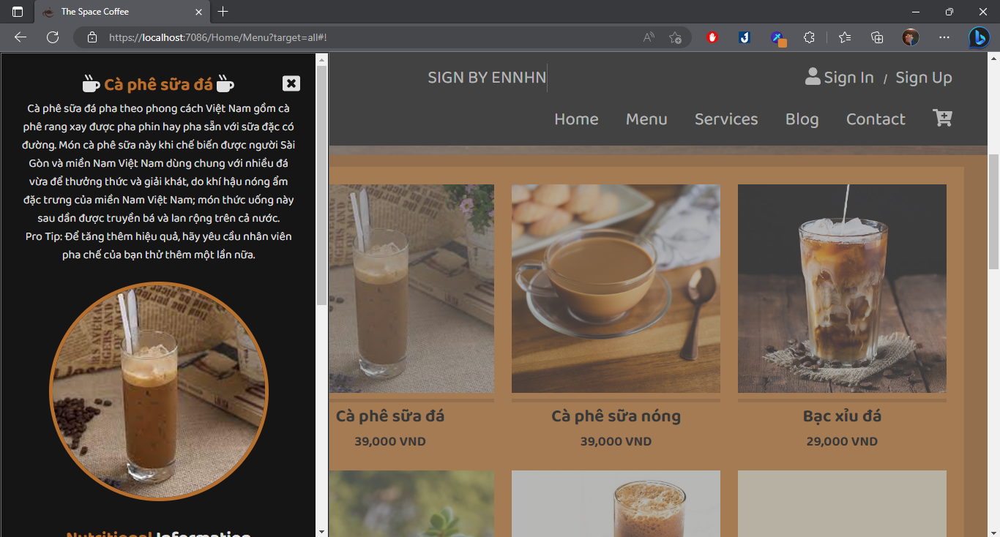 The Space Coffee
https://localhost:7086/Home/Menu?target=all#!
SIGN BY ENNHN
Sign In / Sign Up
Home Menu Services Blog Contact
Cà phê sữa đá
Cà phê sữa đá pha theo phong cách Việt Nam gồm cà
phê rang xay được pha phin hay pha sẵn với sữa đặc có
đường. Món cà phê sữa này khi chế biến được người Sài
Gòn và miền Nam Việt Nam dùng chung với nhiều đá
vừa để thưởng thức và giải khát, do khí hậu nóng ẩm
đặc trưng của miền Nam Việt Nam; món thức uống này
sau dần được truyền bá và lan rộng trên cả nước.
Pro Tip: Để tăng thêm hiệu quả, hãy yêu cầu nhân viên
pha chế của bạn thử thêm một lần nữa.
Nutritional Information
Cà phê sữa đá
39,000 VND
Cà phê sữa nóng
39,000 VND
Bạc xỉu đá
29,000 VND